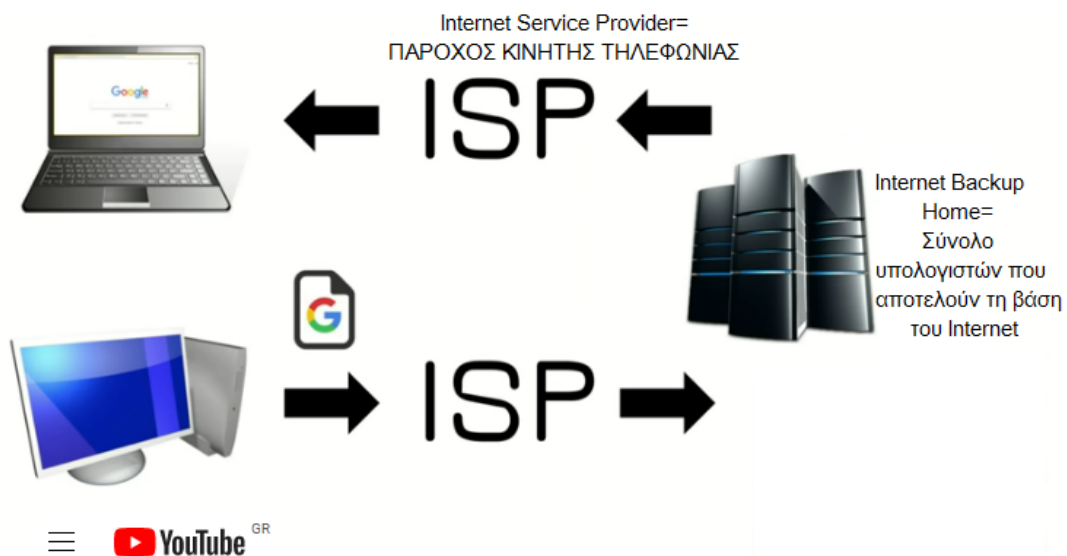 Internet Service Provider=
ΠΑΡΟΧΟΣ ΚΙΝΗΤΗΣ ΤΗΛΕΦΩΝΙΑΣ
ISP
Google
Internet Backup
Home=
Σύνολο
υπολογιστών που
αποτελούν τη βάση
του Internet
G
ISP
YouTube GR